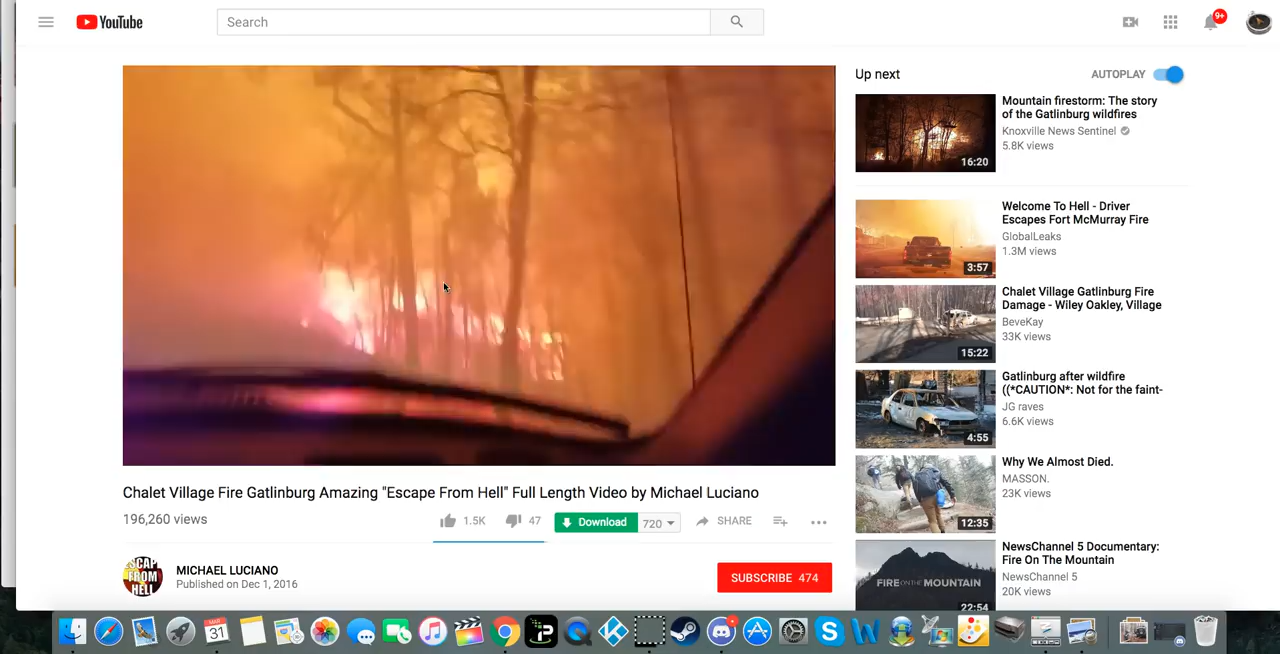 YouTube
Search
9+
Up next
AUTOPLAY
Mountain firestorm: The story
of the Gatlinburg wildfires
Knoxville News Sentinel
5.8K views
16:20
Welcome To Hell - Driver
Escapes Fort McMurray Fire
GlobalLeaks
1.3M views
3:57
Chalet Village Gatlinburg Fire
Damage - Wiley Oakley, Village
BeveKay
33K views
15:22
Gatlinburg after wildfire
((*CAUTION*: Not for the faint-
JG raves
6.6K views
4:55
Why We Almost Died.
MASSON.
23K views
12:35
NewsChannel 5 Documentary:
Fire On The Mountain
NewsChannel 5
20K views
FIRE ON THE MOUNTAIN
22:54
Chalet Village Fire Gatlinburg Amazing "Escape From Hell" Full Length Video by Michael Luciano
196,260 views
1.5K
47
Download
720
SHARE
ESCAPE
FROM
HELL
MICHAEL LUCIANO
Published on Dec 1, 2016
SUBSCRIBE 474
MAR
31